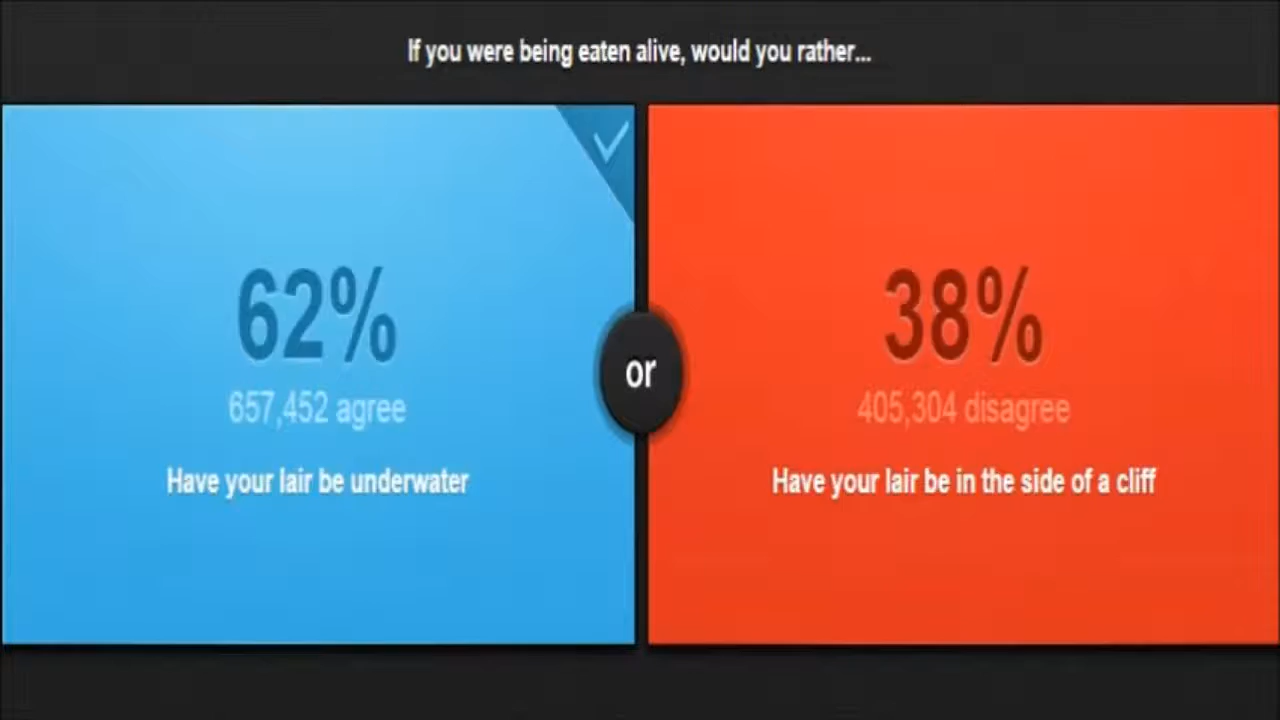 If you were being eaten alive, would you rather...
62%
657,452 agree
Have your lair be underwater
or
38%
405,304 disagree
Have your lair be in the side of a cliff